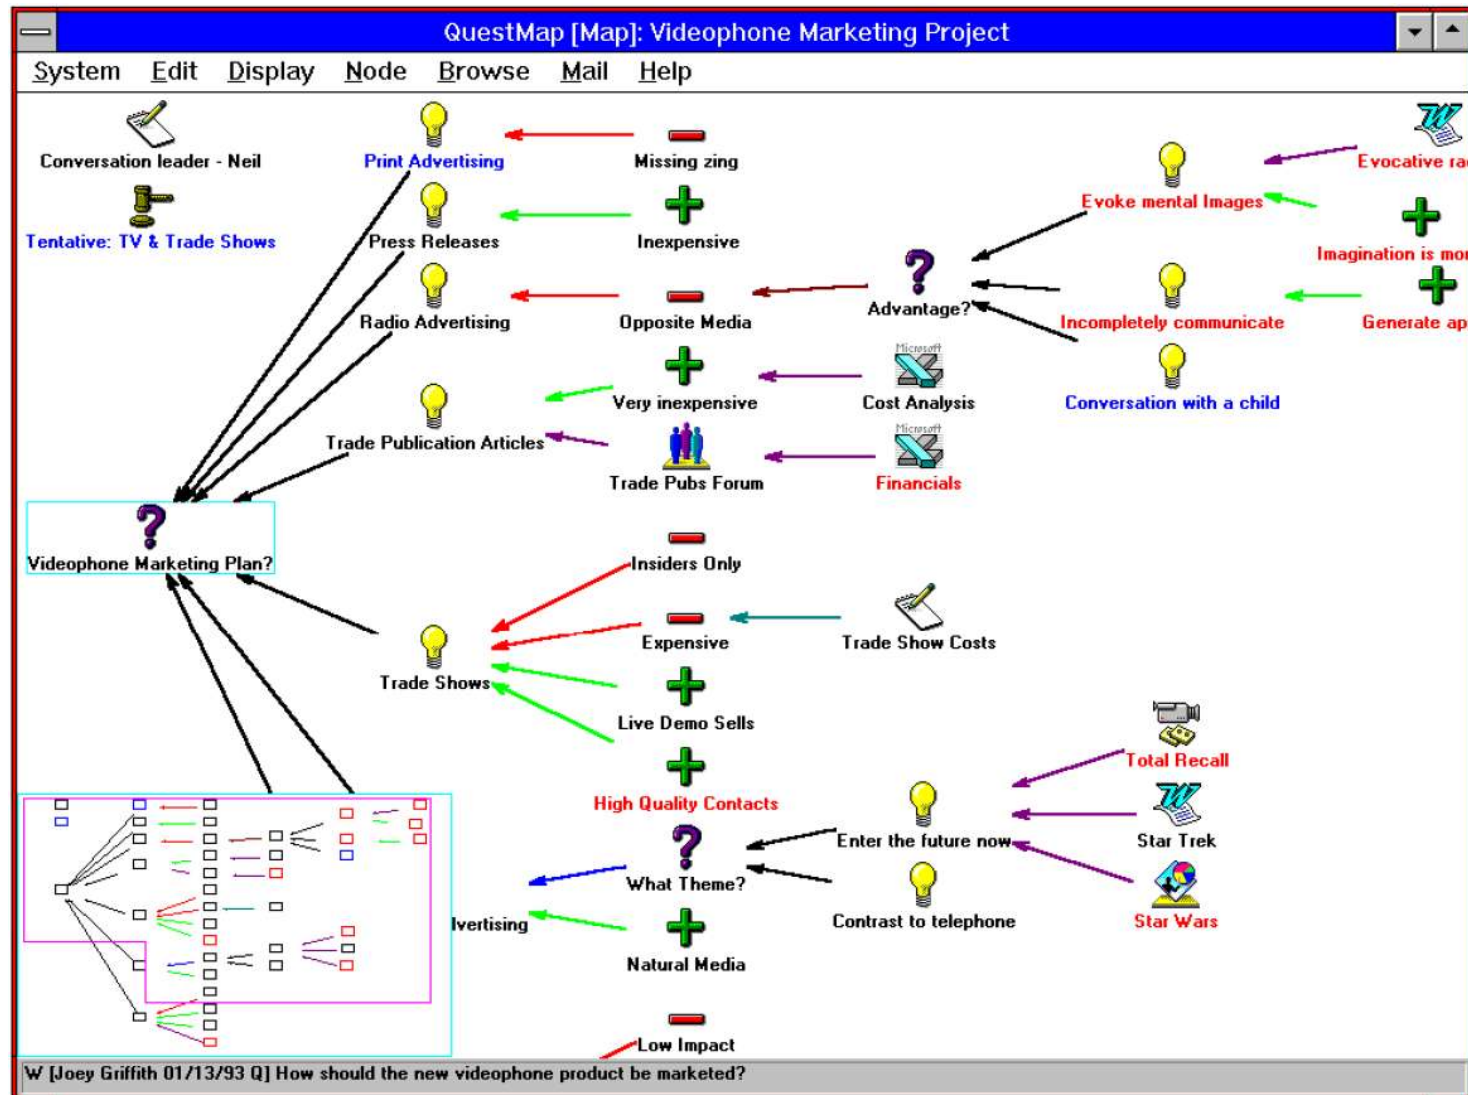 QuestMap [Map]: Videophone Marketing Project
System Edit Display Node Browse Mail Help
Conversation leader - Neil
Tentative: TV & Trade Shows
Print Advertising
Missing zing
Press Releases
Inexpensive
Radio Advertising
Opposite Media
Advantage?
Evoke mental Images
Evocative ra
Imagination is mo
Incompletely communicate
Generate ap
Conversation with a child
Trade Publication Articles
Very inexpensive
Microsoft
Cost Analysis
Trade Pubs Forum
Microsoft
Financials
Videophone Marketing Plan?
Insiders Only
Trade Shows
Expensive
Trade Show Costs
Live Demo Sells
High Quality Contacts
What Theme?
Enter the future now
Total Recall
Star Trek
Star Wars
Contrast to telephone
lvertising
Natural Media
Low Impact
W [Joey Griffith 01/13/93 Q] How should the new videophone product be marketed?